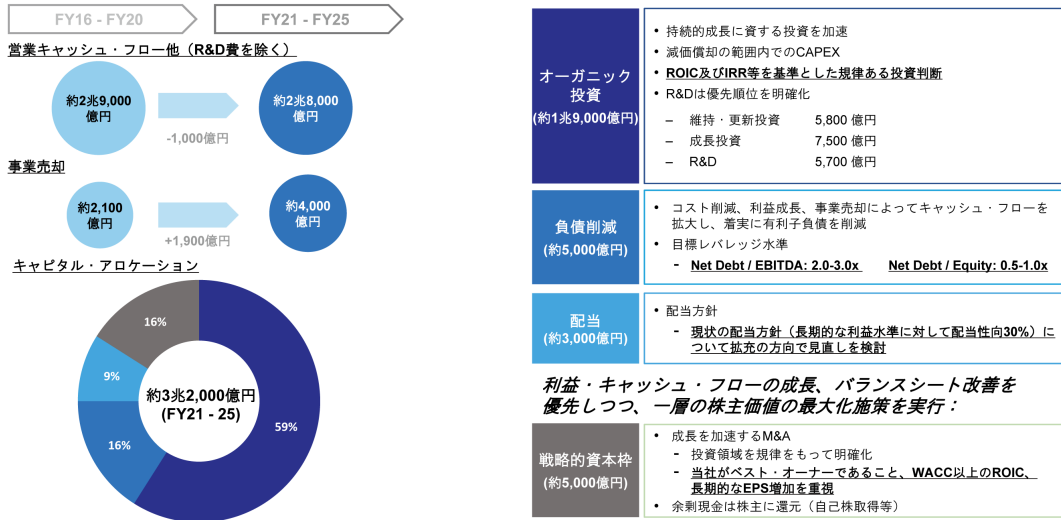 FY16 - FY20
FY21 - FY25
営業キャッシュ・フロー他（R&D費を除く）
約2兆9,000
億円
-1,000億円
約2兆8,000
億円
事業売却
約2,100
億円
+1,900億円
約4,000
億円
キャピタル・アロケーション
16%
9%
16%
59%
約3兆2,000億円
(FY21 - 25)
オーガニック
投資
(約1兆9,000億円)
• 持続的成長に資する投資を加速
• 減価償却の範囲内でのCAPEX
• ROIC及びIRR等を基準とした規律ある投資判断
• R&Dは優先順位を明確化
– 維持・更新投資 5,800 億円
– 成長投資 7,500 億円
– R&D 5,700 億円
負債削減
(約5,000億円)
• コスト削減、利益成長、事業売却によってキャッシュ・フローを
拡大し、着実に有利子負債を削減
• 目標レバレッジ水準
- Net Debt / EBITDA: 2.0-3.0x Net Debt / Equity: 0.5-1.0x
配当
(約3,000億円)
• 配当方針
- 現状の配当方針（長期的な利益水準に対して配当性向30%）に
ついて拡充の方向で見直しを検討
利益・キャッシュ・フローの成長、バランスシート改善を
優先しつつ、一層の株主価値の最大化施策を実行：
戦略的資本枠
(約5,000億円)
• 成長を加速するM&A
- 投資領域を規律をもって明確化
- 当社がベスト・オーナーであること、WACC以上のROIC、
長期的なEPS増加を重視
• 余剰現金は株主に還元（自己株取得等）